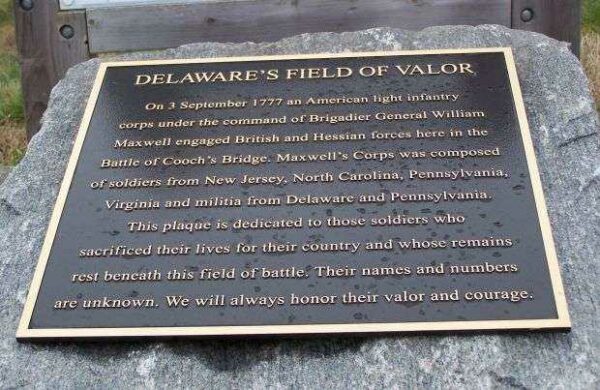 DELAWARE'S FIELD OF VALOR
On 3 September 1777 an American light infantry
corps under the command of Brigadier General William
Maxwell engaged British and Hessian forces here in the
Battle of Cooch's Bridge. Maxwell's Corps was composed
of soldiers from New Jersey, North Carolina, Pennsylvania,
Virginia and militia from Delaware and Pennsylvania.
This plaque is dedicated to those soldiers who
sacrificed their lives for their country and whose remains
rest beneath this field of battle. Their names and numbers
are unknown. We will always honor their valor and courage.